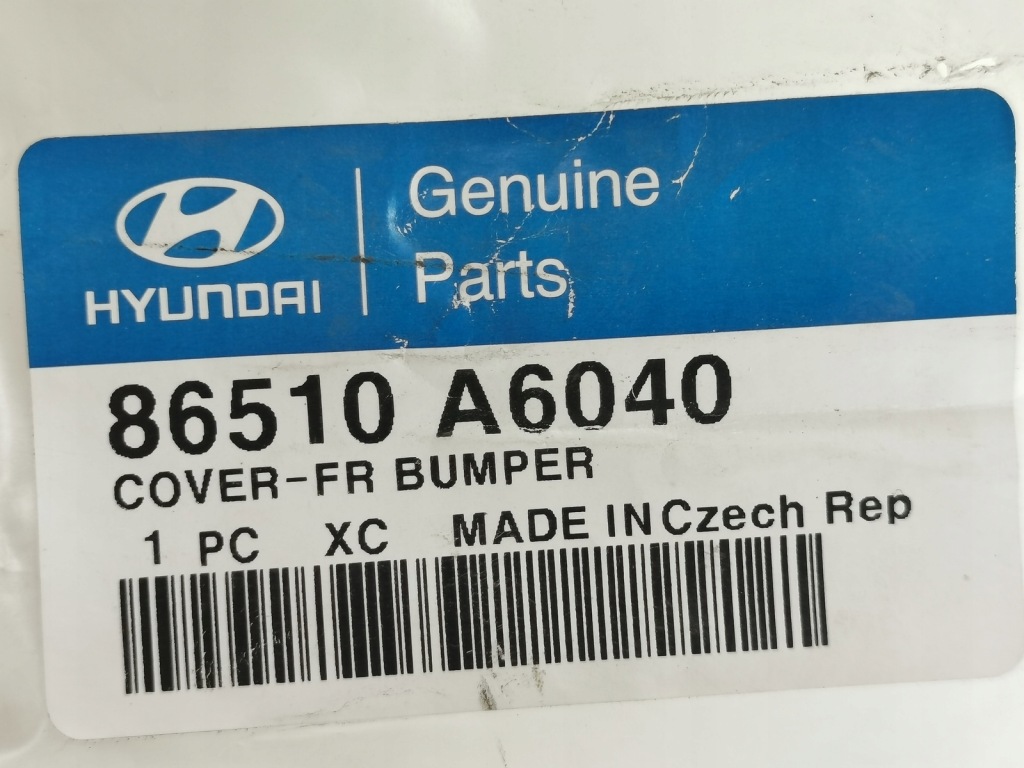 HYUNDAI
Genuine
Parts
86510 A6040
COVER-FR BUMPER
1 PC XC MADE IN Czech Rep